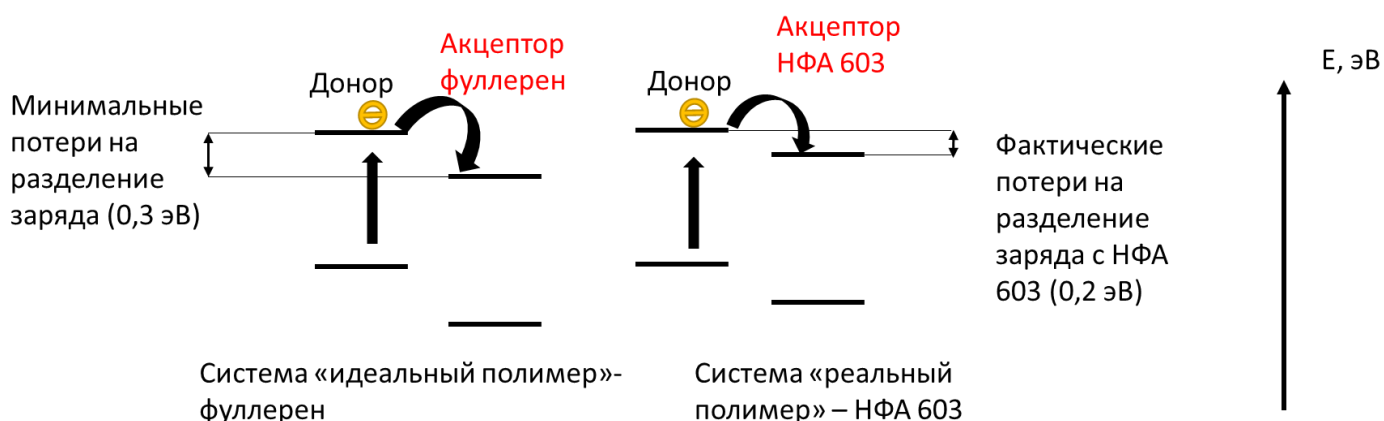 Минимальные
потери на
разделение
заряда (0,3 эВ)
Донор
Акцептор
фуллерен
Донор
Акцептор
НФА 603
Фактические
потери на
разделение
заряда с НФА
603 (0,2 эВ)
Е, эВ
Система «идеальный полимер»-
фуллерен
Система «реальный
полимер» – НФА 603